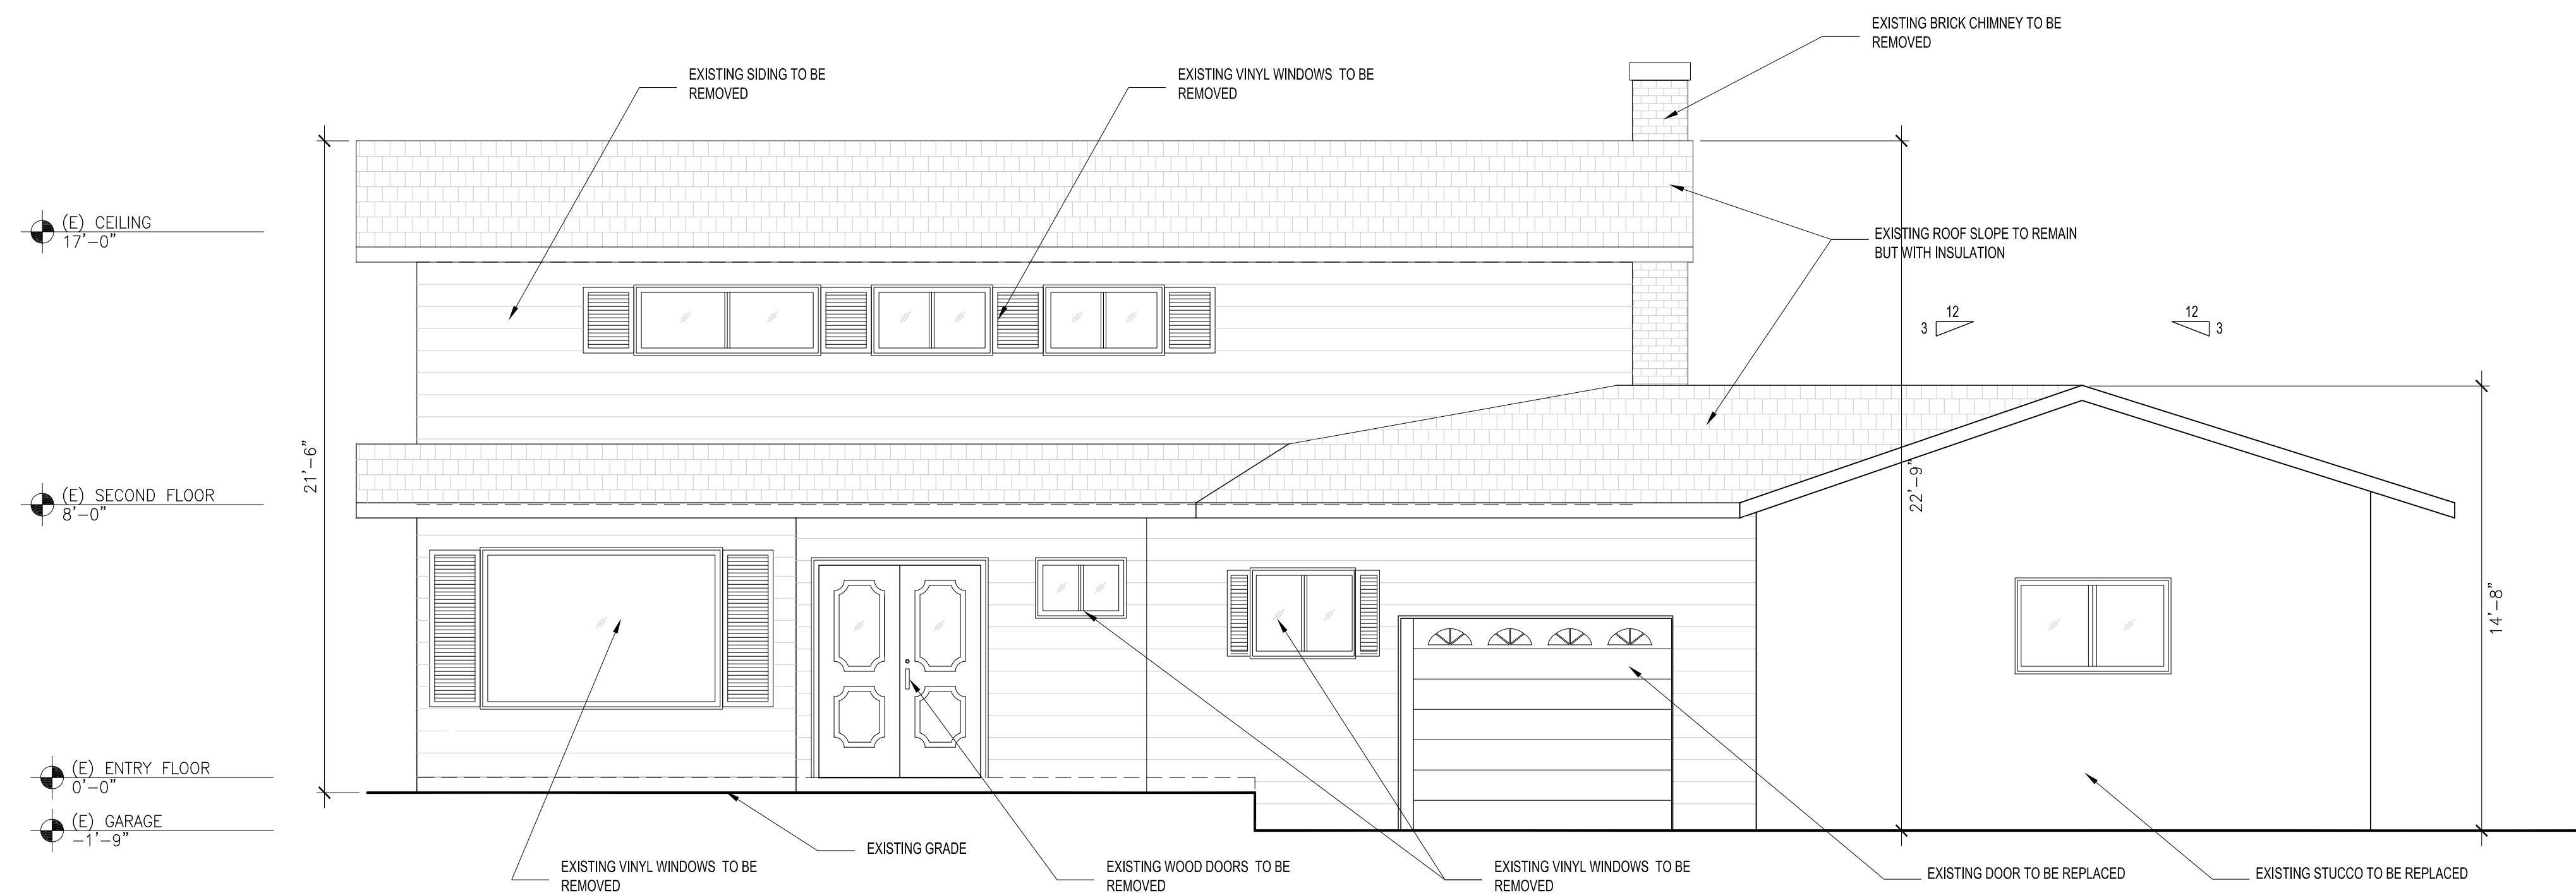 EXISTING BRICK CHIMNEY TO BE
REMOVED
EXISTING SIDING TO BE
REMOVED
EXISTING VINYL WINDOWS  TO BE
REMOVED
(E) CEILING
17'-0"
EXISTING ROOF SLOPE TO REMAIN
BUT WITH INSULATION
12
3
12
3
21'-6"
22'-9"
(E) SECOND FLOOR
8'-0"
14'-8"
(E) ENTRY FLOOR
0'-0"
(E) GARAGE
-1'-9"
EXISTING GRADE
EXISTING VINYL WINDOWS  TO BE
REMOVED
EXISTING WOOD DOORS  TO BE
REMOVED
EXISTING VINYL WINDOWS  TO BE
REMOVED
EXISTING DOOR TO BE REPLACED
EXISTING STUCCO TO BE REPLACED